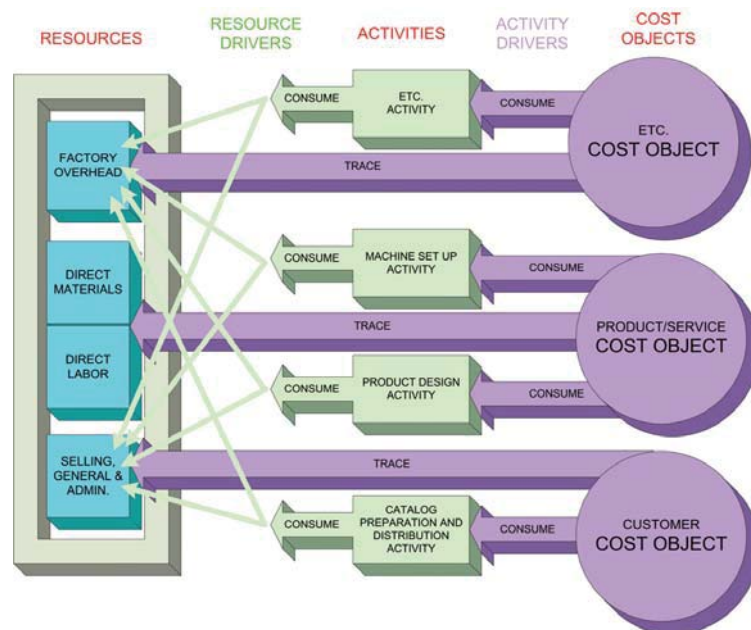 RESOURCES
RESOURCE
DRIVERS
ACTIVITIES
ACTIVITY
DRIVERS
COST
OBJECTS
CONSUME
ETC.
ACTIVITY
CONSUME
ETC.
COST OBJECT
FACTORY
OVERHEAD
TRACE
DIRECT
MATERIALS
CONSUME
MACHINE SET UP
ACTIVITY
CONSUME
TRACE
PRODUCT/SERVICE
COST OBJECT
DIRECT
LABOR
CONSUME
PRODUCT DESIGN
ACTIVITY
CONSUME
SELLING,
GENERAL &
ADMIN.
TRACE
CONSUME
CATALOG
PREPARATION AND
DISTRIBUTION
ACTIVITY
CONSUME
CUSTOMER
COST OBJECT